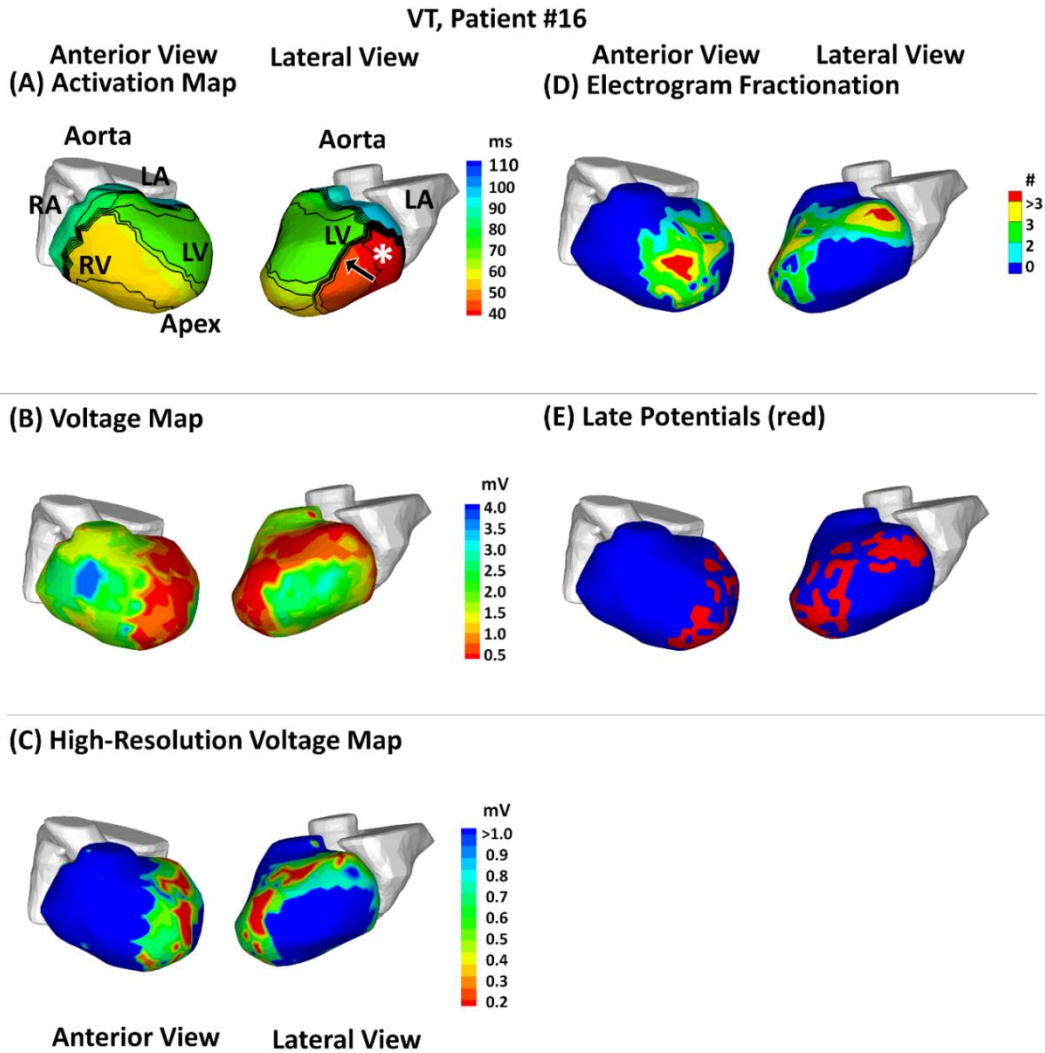 VT, Patient #16
Anterior View Lateral View
(A) Activation Map
Aorta
LA
RA
RV
LV
Apex
Aorta
LA
LV
*
ms
110
100
90
80
70
60
50
40
Anterior View Lateral View
(D) Electrogram Fractionation
#
>3
3
2
0
(B) Voltage Map
mV
4.0
3.5
3.0
2.5
2.0
1.5
1.0
0.5
(E) Late Potentials (red)
(C) High-Resolution Voltage Map
mV
>1.0
0.9
0.8
0.7
0.6
0.5
0.4
0.3
0.2
Anterior View Lateral View